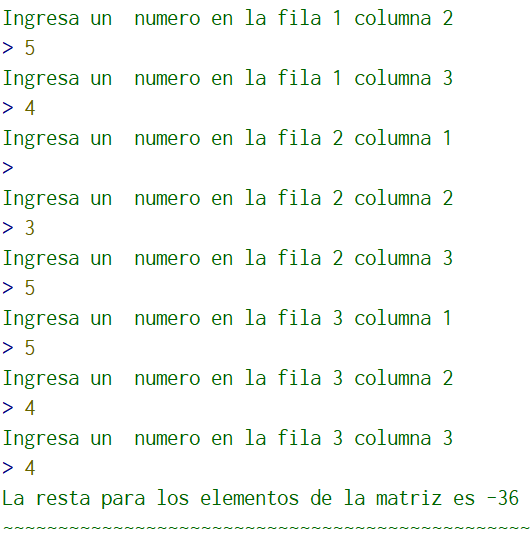 Ingresa un  numero en la fila 1 columna 2
> 5
Ingresa un  numero en la fila 1 columna 3
> 4
Ingresa un  numero en la fila 2 columna 1
>
Ingresa un  numero en la fila 2 columna 2
> 3
Ingresa un  numero en la fila 2 columna 3
> 5
Ingresa un  numero en la fila 3 columna 1
> 5
Ingresa un  numero en la fila 3 columna 2
> 4
Ingresa un  numero en la fila 3 columna 3
> 4
La resta para los elementos de la matriz es -36
~~~~~~~~~~~~~~~~~~~~~~~~~~~~~~~~~~~~~~~~~~~~~~~~